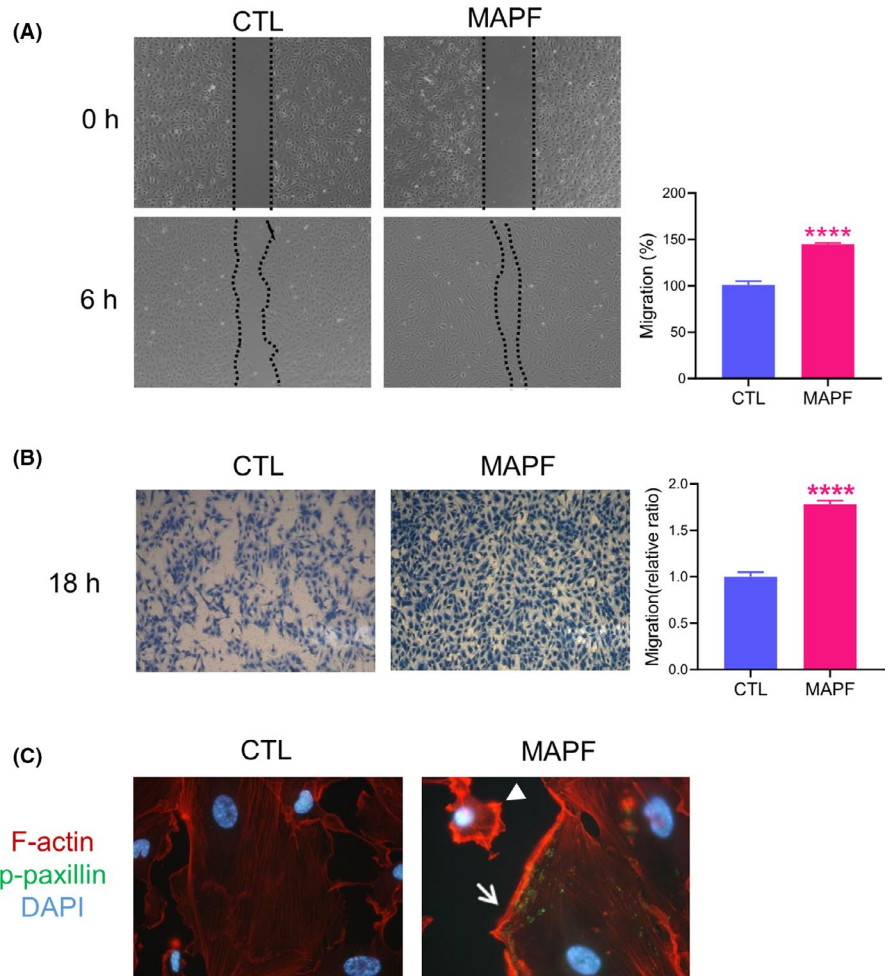 (A)
CTL
MAPF
0 h
6 h
200
150
100
50
0
Migration (%)
****
CTL
MAPF
(B)
CTL
MAPF
18 h
2.0
1.5
1.0
0.5
0.0
Migration(relative ratio)
****
CTL
MAPF
(C)
CTL
MAPF
F-actin
p-paxillin
DAPI